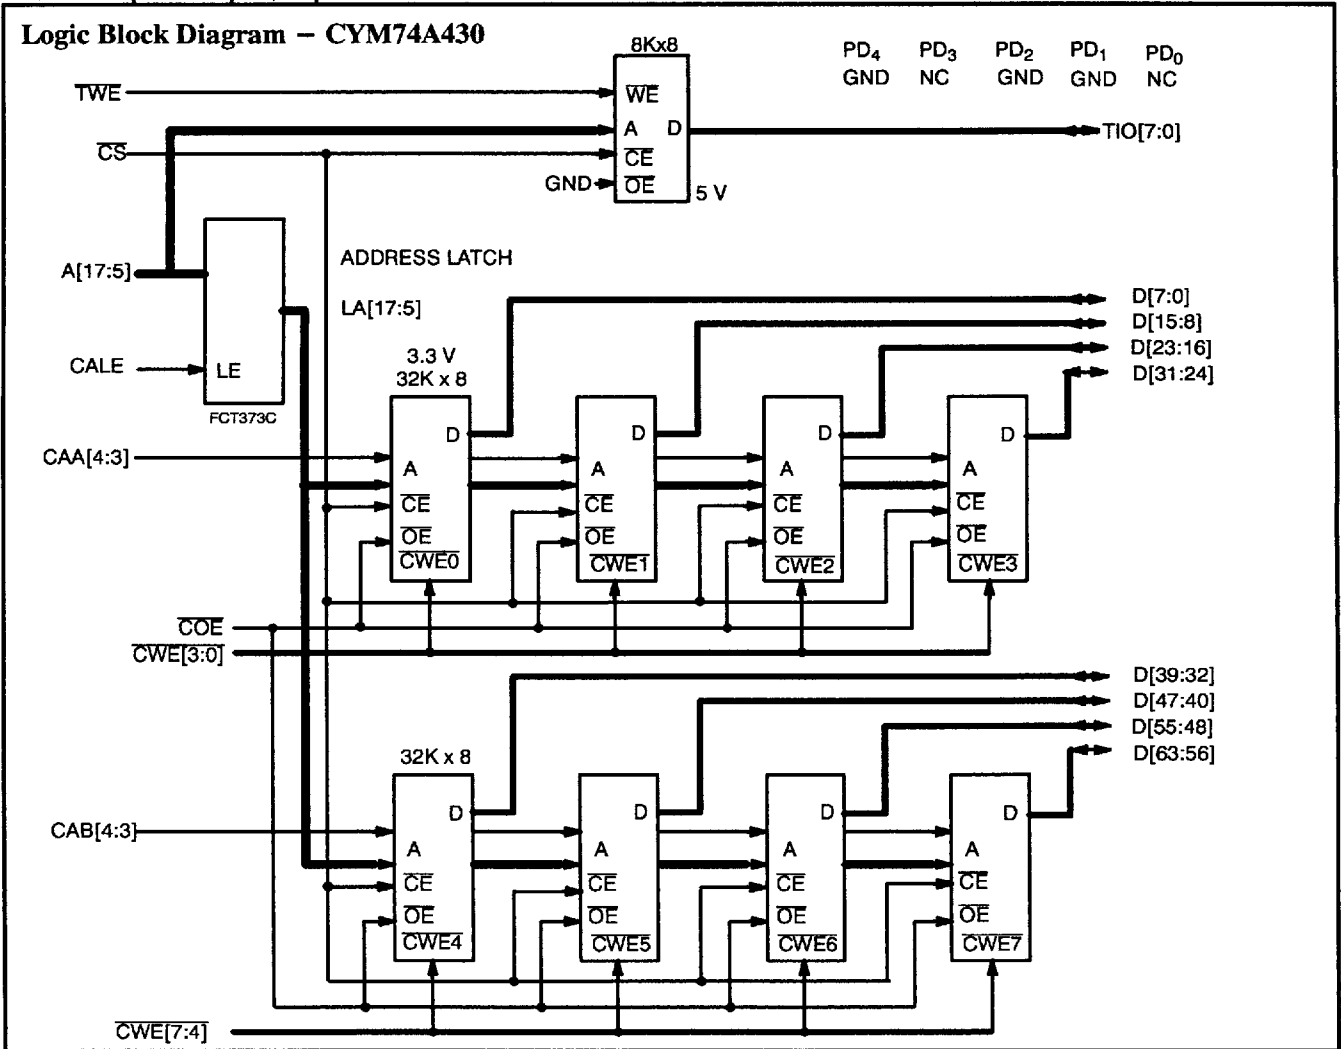 Logic Block Diagram – CYM74A430
8Kx8
PD4 PD3 PD2 PD1 PD0
GND NC GND GND NC
TWE
WE
A D
TIO[7:0]
CS
CE
GND
OE
5 V
A[17:5]
ADDRESS LATCH
LA[17:5]
D[7:0]
D[15:8]
D[23:16]
D[31:24]
CALE
LE
FCT373C
3.3 V
32K x 8
D D D D
CAA[4:3]
A A A A
CE CE CE CE
OE OE OE OE
CWE0 CWE1 CWE2 CWE3
COE
CWE[3:0]
D[39:32]
D[47:40]
D[55:48]
D[63:56]
32K x 8
D D D D
CAB[4:3]
A A A A
CE CE CE CE
OE OE OE OE
CWE4 CWE5 CWE6 CWE7
CWE[7:4]